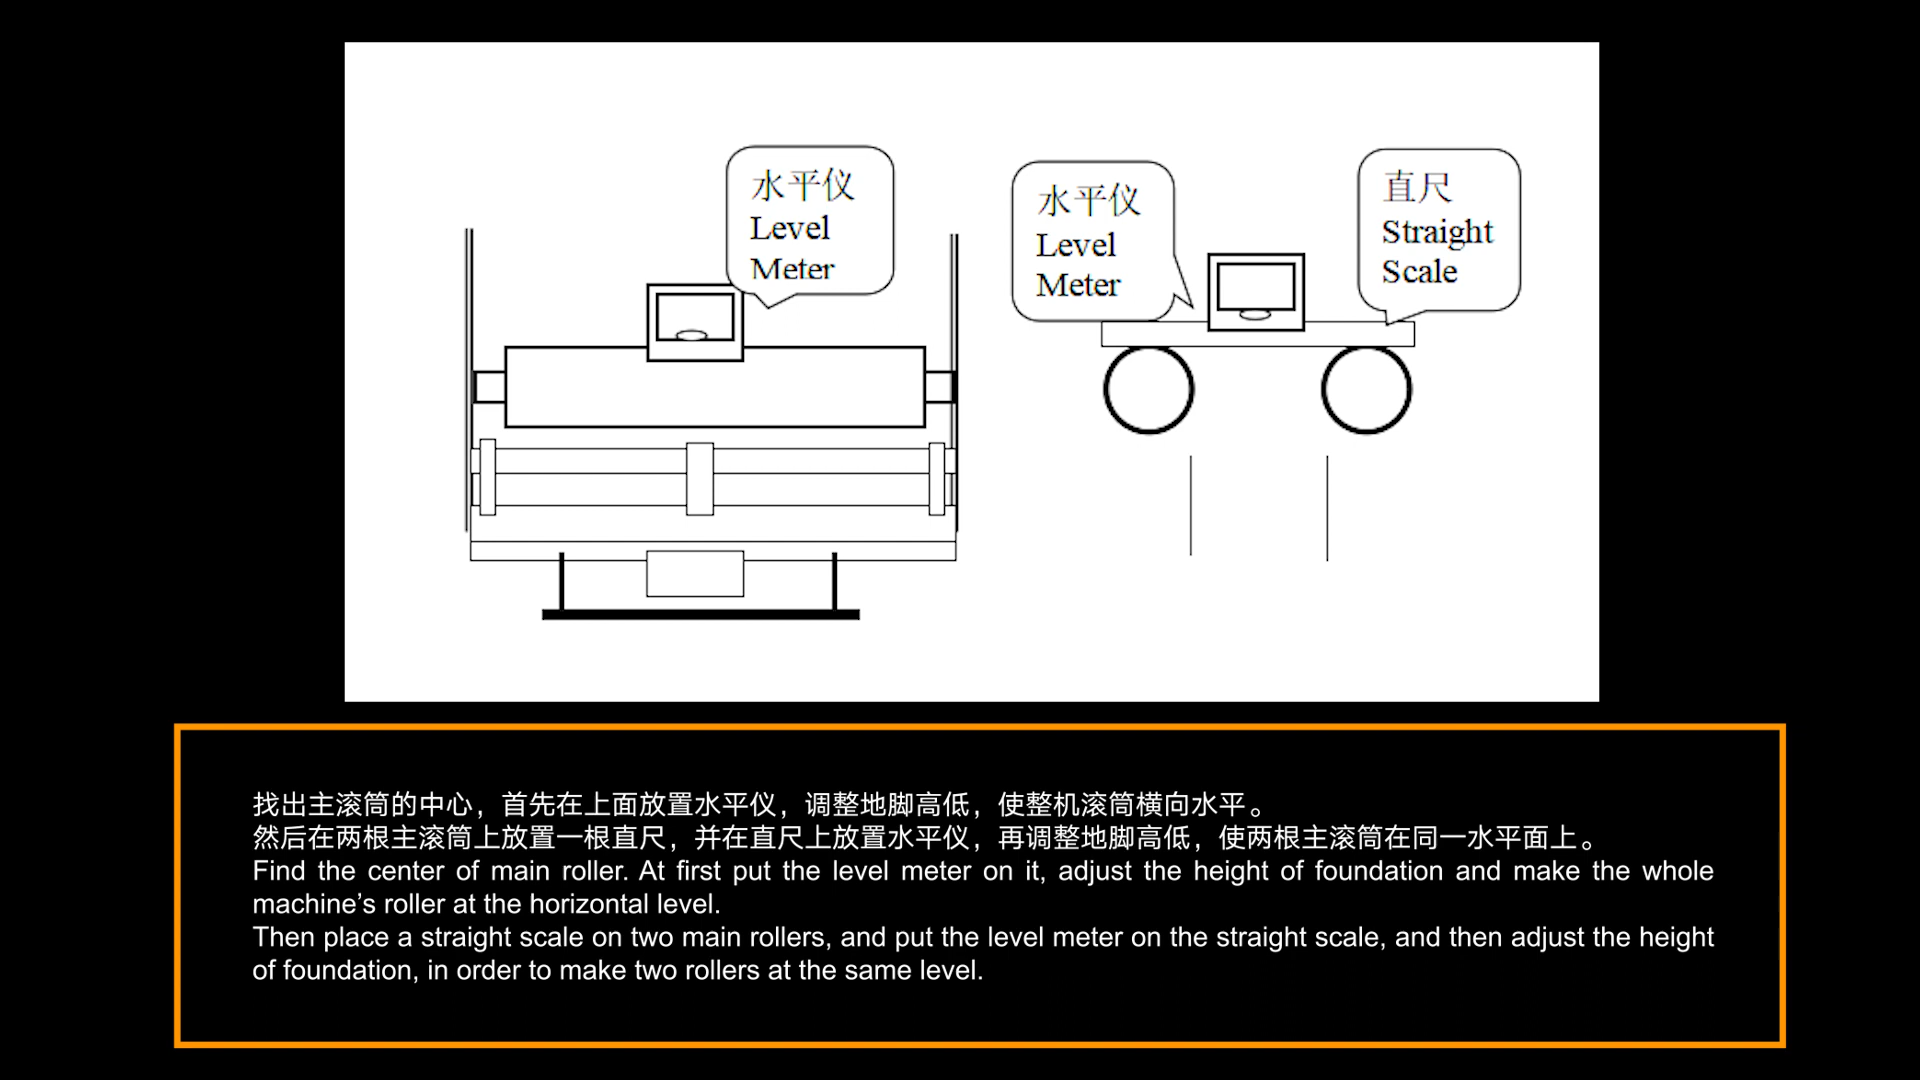 水平仪
Level
Meter
水平仪
Level
Meter
直尺
Straight
Scale
找出主滚筒的中心，首先在上面放置水平仪，调整地脚高低，使整机滚筒横向水平。
然后在两根主滚筒上放置一根直尺，并在直尺上放置水平仪，再调整地脚高低，使两根主滚筒在同一水平面上。
Find the center of main roller. At first put the level meter on it, adjust the height of foundation and make the whole
machine’s roller at the horizontal level.
Then place a straight scale on two main rollers, and put the level meter on the straight scale, and then adjust the height
of foundation, in order to make two rollers at the same level.